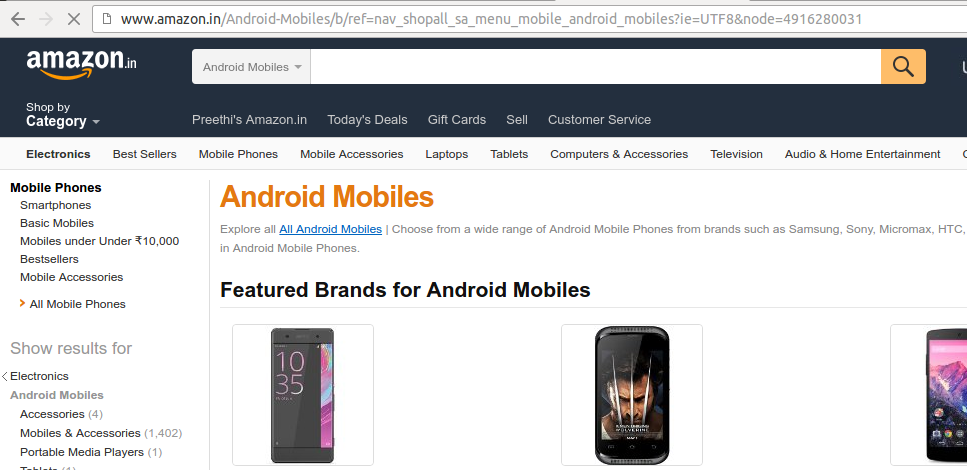 www.amazon.in/Android-Mobiles/b/ref=nav_shopall_sa_menu_mobile_android_mobiles?ie=UTF8&node=4916280031
amazon.in
Android Mobiles
Shop by
Category
Preethi's Amazon.in Today's Deals Gift Cards Sell Customer Service
Electronics Best Sellers Mobile Phones Mobile Accessories Laptops Tablets Computers & Accessories Television Audio & Home Entertainment
Mobile Phones
Smartphones
Basic Mobiles
Mobiles under Under ₹10,000
Bestsellers
Mobile Accessories
All Mobile Phones
Show results for
Electronics
Android Mobiles
Accessories (4)
Mobiles & Accessories (1,402)
Portable Media Players (1)
Tablets (1)
Android Mobiles
Explore all All Android Mobiles | Choose from a wide range of Android Mobile Phones from brands such as Samsung, Sony, Micromax, HTC,
in Android Mobile Phones.
Featured Brands for Android Mobiles
10
35
WOLVERINE